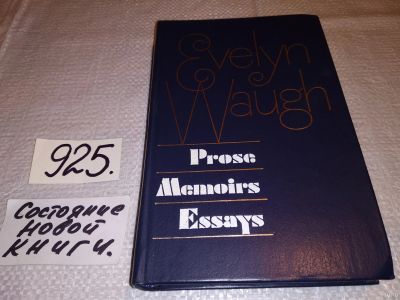 Evelyn
Waugh
Prose
Memoirs
Essays
925.
Состояние
новой
книги.